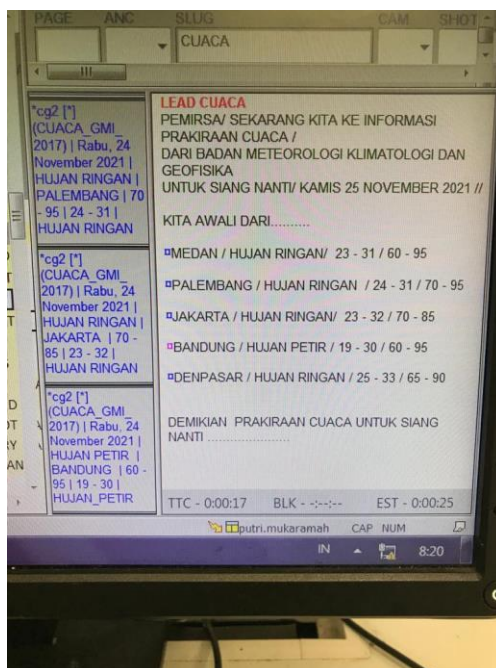 PAGE ANC SLUG CAM SHOT
CUACA
*cg2 [*]
(CUACA_GMI_
2017) | Rabu, 24
November 2021 |
HUJAN RINGAN |
PALEMBANG | 70
- 95 | 24 - 31 |
HUJAN RINGAN
*cg2 [*]
(CUACA_GMI_
2017) | Rabu, 24
November 2021 |
HUJAN RINGAN |
JAKARTA | 70 -
85 | 23 - 32 |
HUJAN RINGAN
*cg2 [*]
(CUACA_GMI_
2017) | Rabu, 24
November 2021 |
HUJAN PETIR |
BANDUNG | 60 -
95 | 19 - 30 |
HUJAN_PETIR
LEAD CUACA
PEMIRSA/ SEKARANG KITA KE INFORMASI
PRAKIRAAN CUACA /
DARI BADAN METEOROLOGI KLIMATOLOGI DAN
GEOFISIKA
UNTUK SIANG NANTI/ KAMIS 25 NOVEMBER 2021 //
KITA AWALI DARI..........
MEDAN / HUJAN RINGAN/ 23 - 31 / 60 - 95
PALEMBANG / HUJAN RINGAN / 24 - 31 / 70 - 95
JAKARTA / HUJAN RINGAN/ 23 - 32 / 70 - 85
BANDUNG / HUJAN PETIR / 19 - 30 / 60 - 95
DENPASAR / HUJAN RINGAN / 25 - 33 / 65 - 90
DEMIKIAN PRAKIRAAN CUACA UNTUK SIANG
NANTI ......................
TTC - 0:00:17 BLK - -:--:-- EST - 0:00:25
putri.mukaramah CAP NUM
IN 8:20